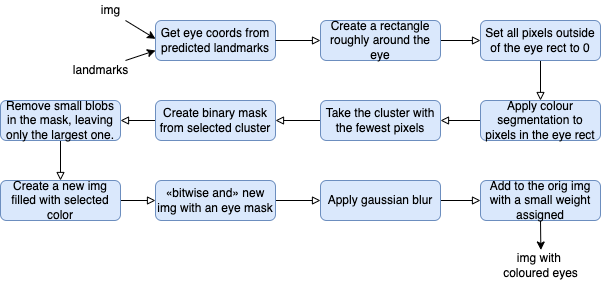 img
landmarks
Get eye coords from
predicted landmarks
Create a rectangle
roughly around the
eye
Set all pixels outside
of the eye rect to 0
Apply colour
segmentation to
pixels in the eye rect
Take the cluster with
the fewest pixels
Create binary mask
from selected cluster
Remove small blobs
in the mask, leaving
only the largest one.
Create a new img
filled with selected
color
«bitwise and» new
img with an eye mask
Apply gaussian blur
Add to the orig img
with a small weight
assigned
img with
coloured eyes